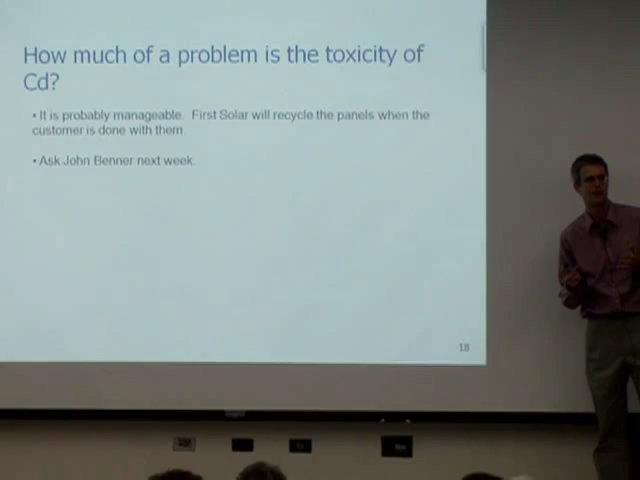 How much of a problem is the toxicity of
Cd?
• It is probably manageable. First Solar will recycle the panels when the
customer is done with them.
• Ask John Benner next week.
18